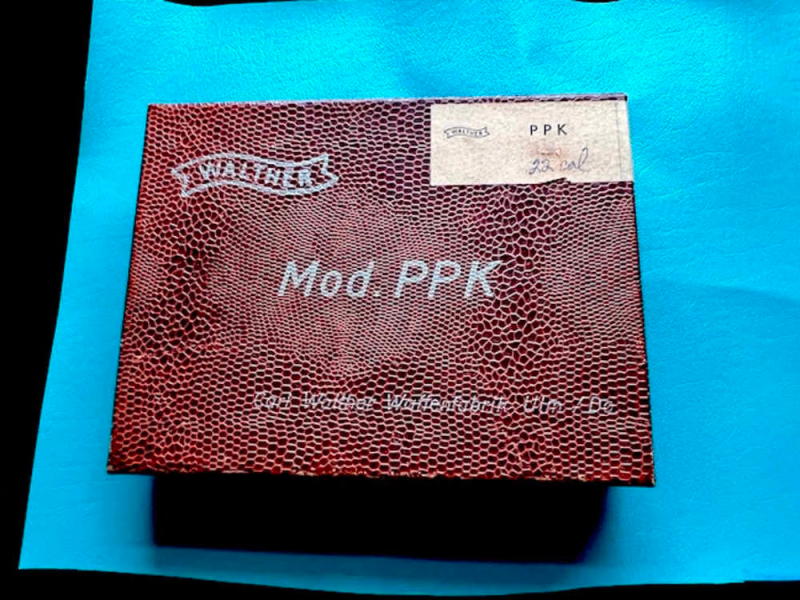 WALTHER
PPK
22 cal
WALTHER
Mod. PPK
Carl Walther Waffenfabrik Ulm / Do